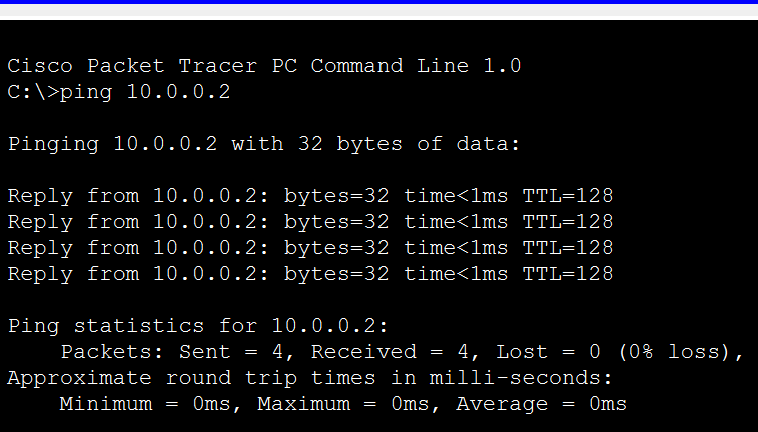 Cisco Packet Tracer PC Command Line 1.0
C:\>ping 10.0.0.2
Pinging 10.0.0.2 with 32 bytes of data:
Reply from 10.0.0.2: bytes=32 time<1ms TTL=128
Reply from 10.0.0.2: bytes=32 time<1ms TTL=128
Reply from 10.0.0.2: bytes=32 time<1ms TTL=128
Reply from 10.0.0.2: bytes=32 time<1ms TTL=128
Ping statistics for 10.0.0.2:
    Packets: Sent = 4, Received = 4, Lost = 0 (0% loss),
Approximate round trip times in milli-seconds:
    Minimum = 0ms, Maximum = 0ms, Average = 0ms